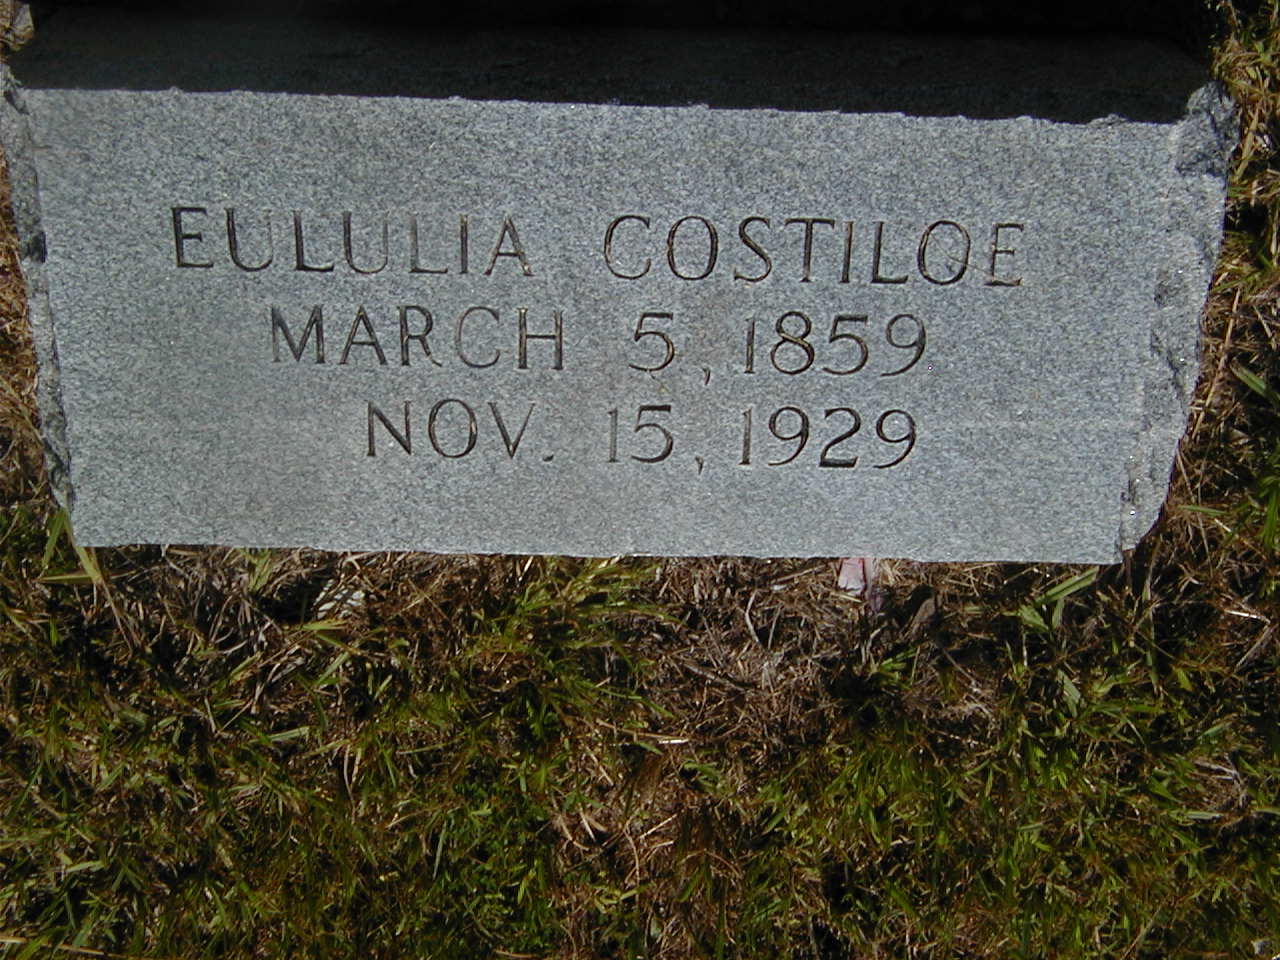 EULULIA COSTILOE
MARCH 5, 1859
NOV. 15, 1929